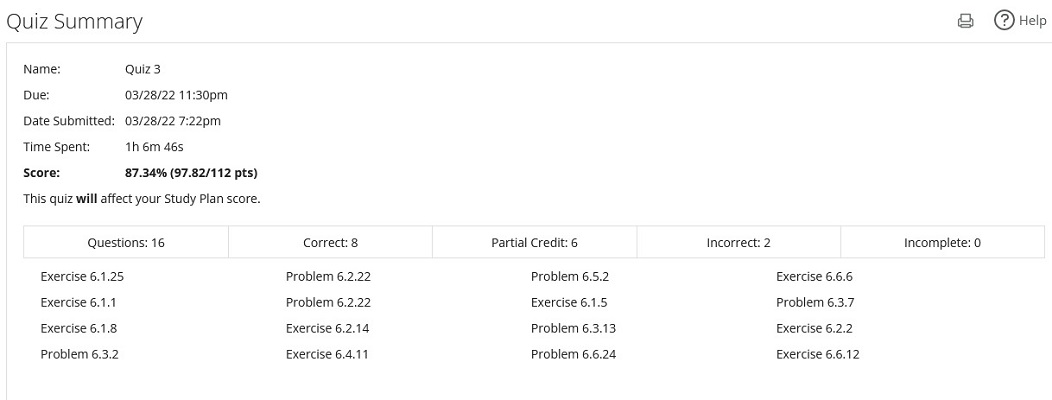 Quiz Summary
Help
Name: Quiz 3
Due: 03/28/22 11:30pm
Date Submitted: 03/28/22 7:22pm
Time Spent: 1h 6m 46s
Score: 87.34% (97.82/112 pts)
This quiz will affect your Study Plan score.
Questions: 16 Correct: 8 Partial Credit: 6 Incorrect: 2 Incomplete: 0
Exercise 6.1.25 Problem 6.2.22 Problem 6.5.2 Exercise 6.6.6
Exercise 6.1.1 Problem 6.2.22 Exercise 6.1.5 Problem 6.3.7
Exercise 6.1.8 Exercise 6.2.14 Problem 6.3.13 Exercise 6.2.2
Problem 6.3.2 Exercise 6.4.11 Problem 6.6.24 Exercise 6.6.12